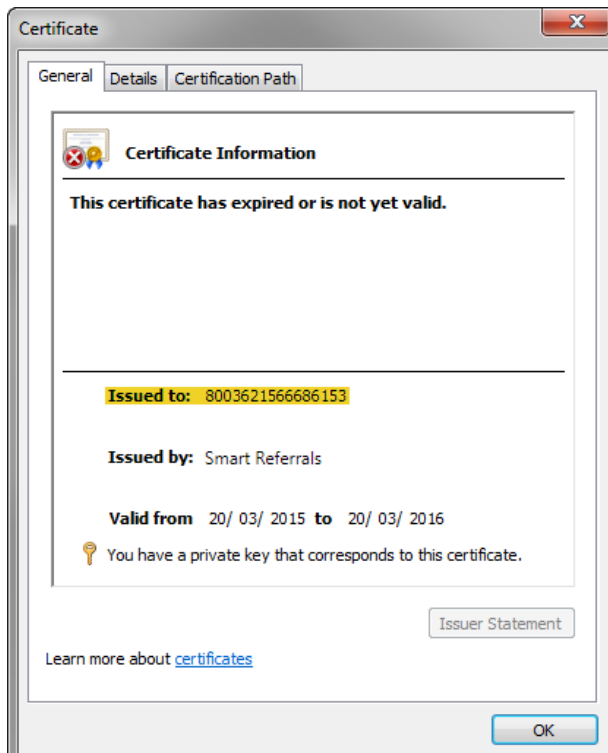 Certificate
General Details Certification Path
Certificate Information
This certificate has expired or is not yet valid.
Issued to: 8003621566686153
Issued by: Smart Referrals
Valid from 20/ 03/ 2015 to 20/ 03/ 2016
You have a private key that corresponds to this certificate.
Issuer Statement
Learn more about certificates
OK